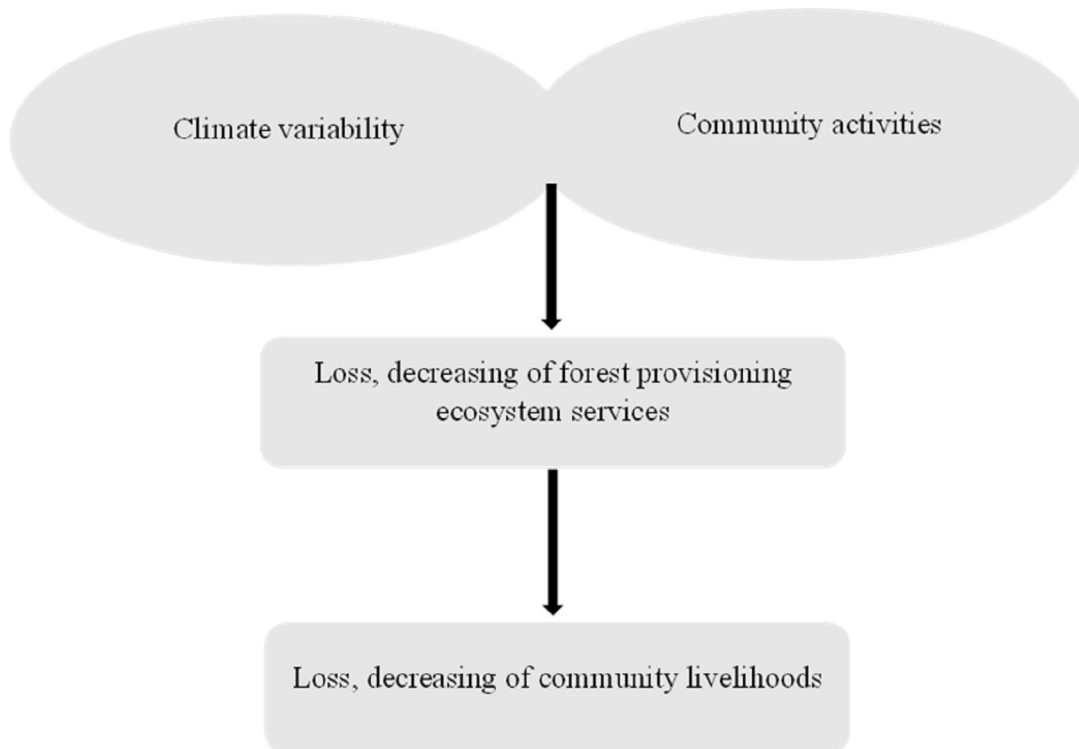 Climate variability
Community activities
Loss, decreasing of forest provisioning
ecosystem services
Loss, decreasing of community livelihoods